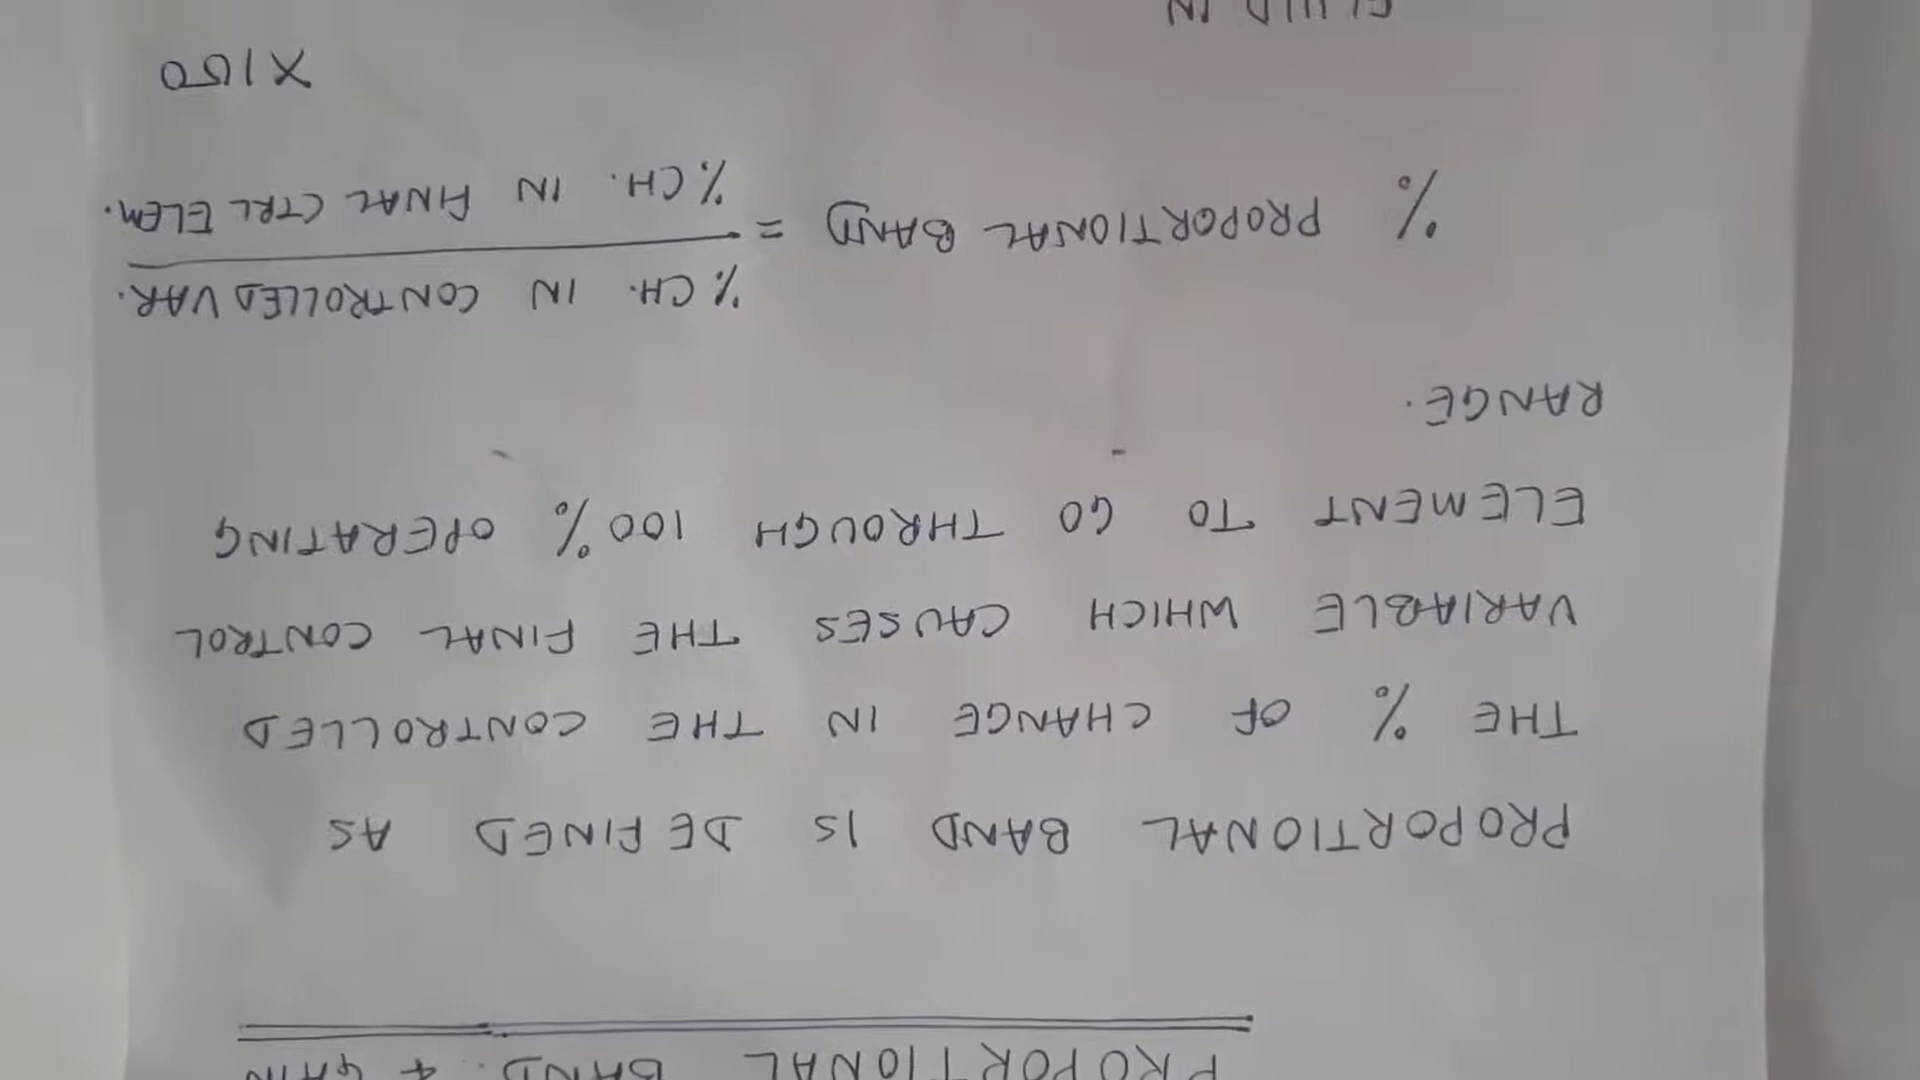 PROPORTIONAL BAND & GAIN
PROPORTIONAL BAND IS DEFINED AS
THE % OF CHANGE IN THE CONTROLLED
VARIABLE WHICH CAUSES THE FINAL CONTROL
ELEMENT TO GO THROUGH 100% OPERATING
RANGE.
% PROPORTIONAL BAND = % CH. IN CONTROLLED VAR.
% CH. IN FINAL CTRL ELEM.
X100